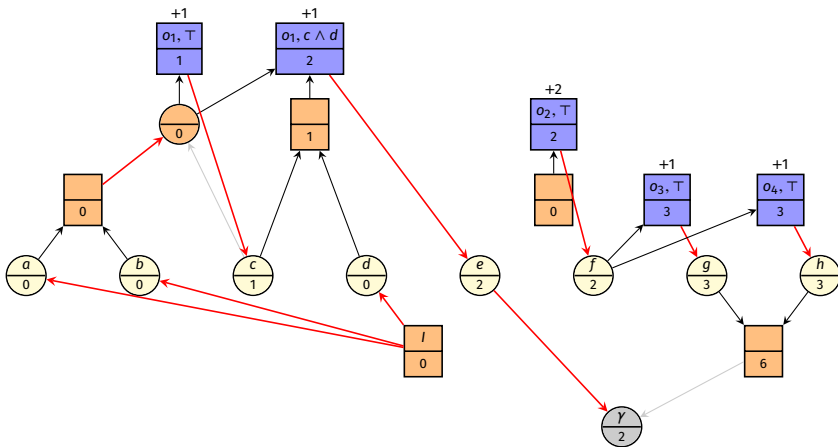 +1 +1
o₁, ⊤ o₁, c ∧ d
1 2
+2
o₂, ⊤
2
0 1
+1 +1
o₃, ⊤ o₄, ⊤
0 0 3 3
a b c d e f g h
0 0 1 0 2 2 3 3
I
0 6
γ
2